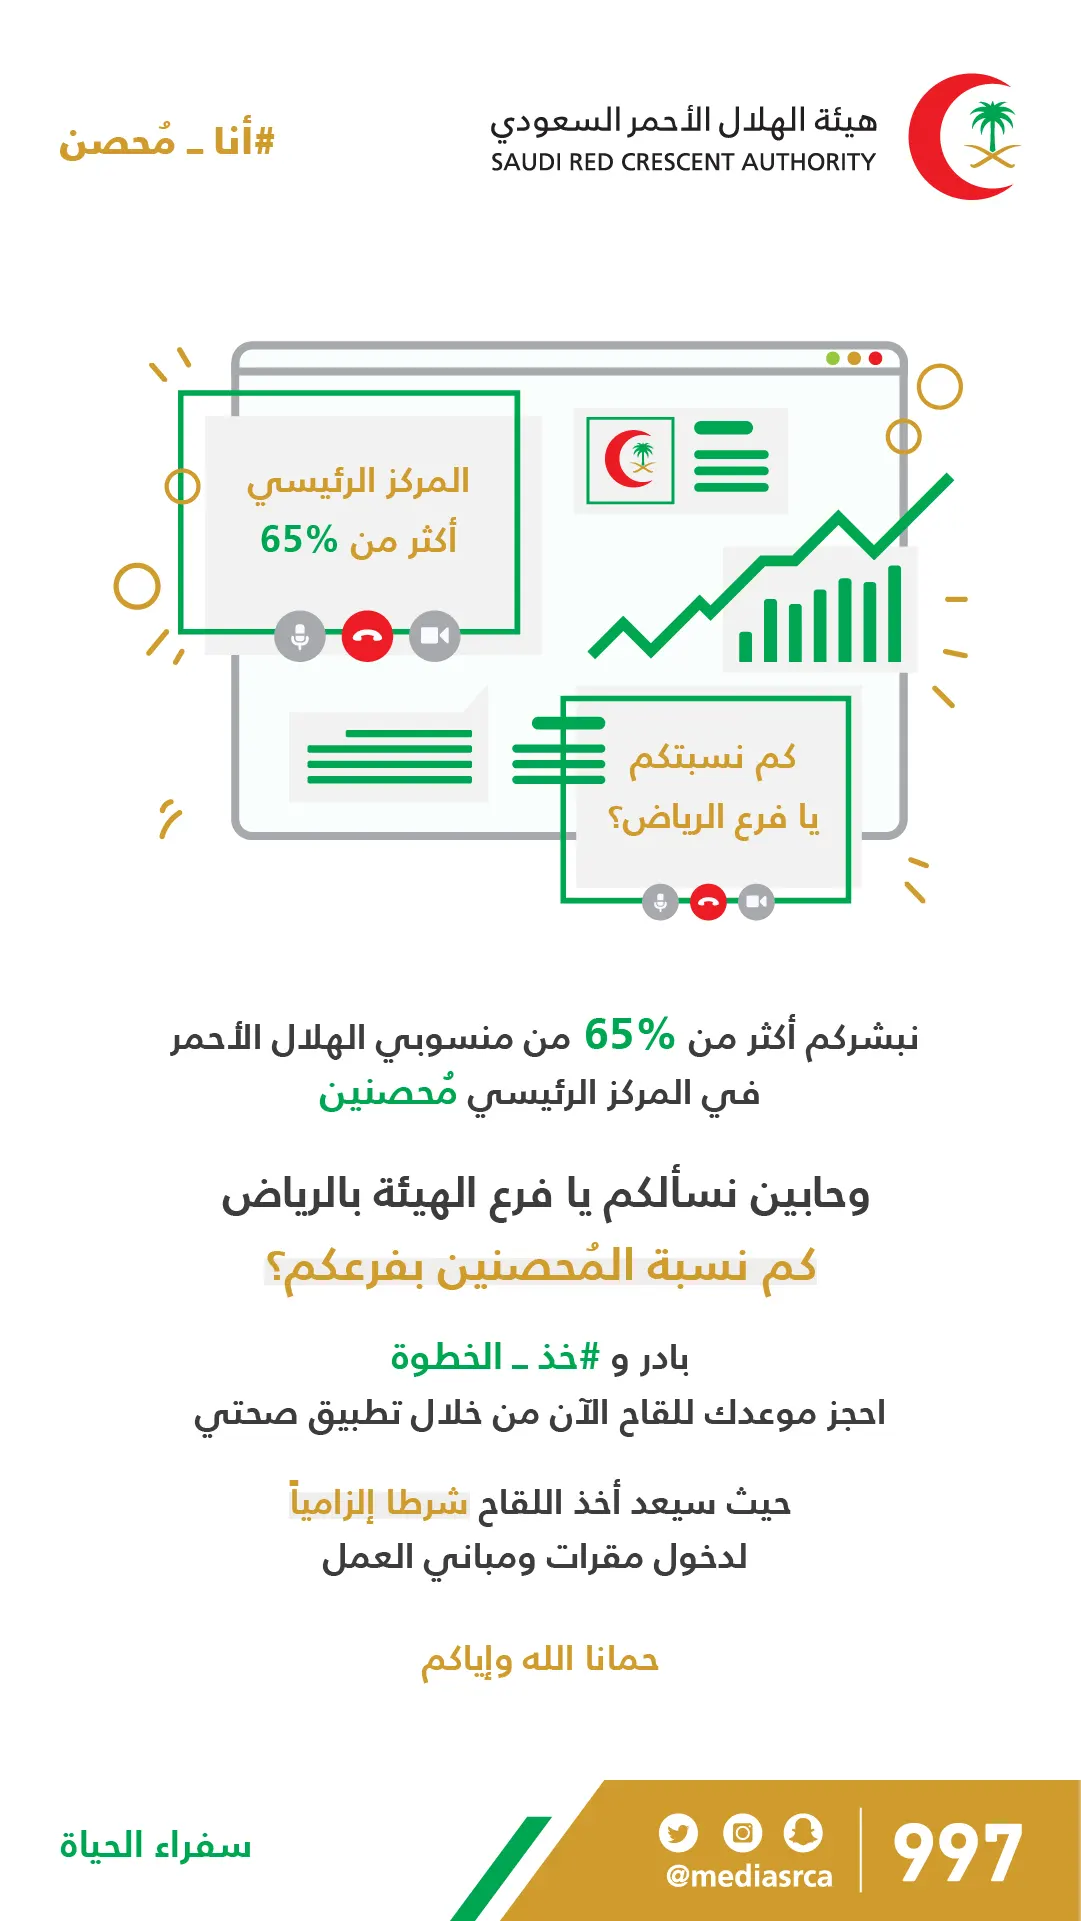 هيئة الهلال الأحمر السعودي
SAUDI RED CRESCENT AUTHORITY
#أنا ـ مُحصن
المركز الرئيسي
أكثر من 65%
كم نسبتكم
يا فرع الرياض؟
نبشركم أكثر من 65% من منسوبي الهلال الأحمر
في المركز الرئيسي مُحصنين
وحابين نسألكم يا فرع الهيئة بالرياض
كم نسبة المُحصنين بفرعكم؟
بادر و #خذ ـ الخطوة
احجز موعدك للقاح الآن من خلال تطبيق صحتي
حيث سيعد أخذ اللقاح شرطا إلزامياً
لدخول مقرات ومباني العمل
حمانا الله وإياكم
997
@mediasrca
سفراء الحياة